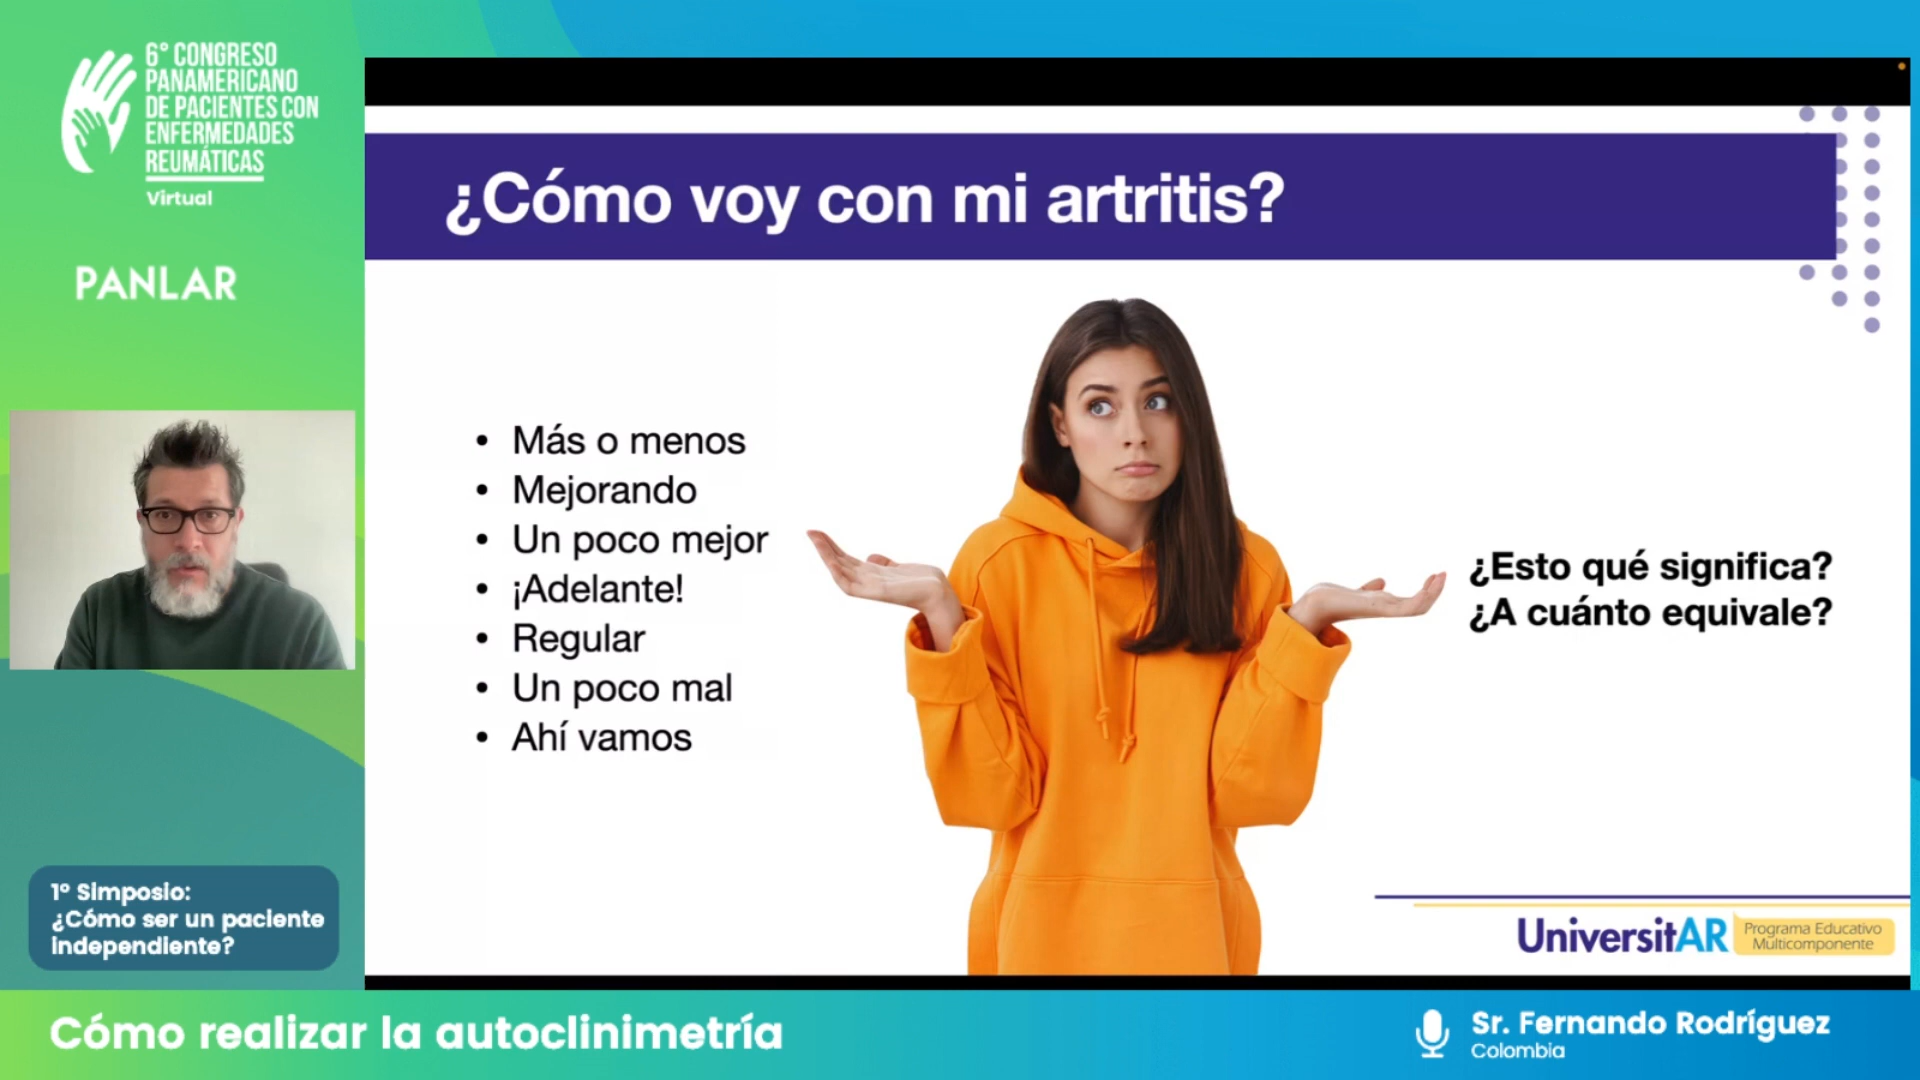 6° CONGRESO
PANAMERICANO
DE PACIENTES CON
ENFERMEDADES
REUMÁTICAS
Virtual
PANLAR
¿Cómo voy con mi artritis?
• Más o menos
• Mejorando
• Un poco mejor
• ¡Adelante!
• Regular
• Un poco mal
• Ahí vamos
¿Esto qué significa?
¿A cuánto equivale?
UniversitAR
Programa Educativo
Multicomponente
1° Simposio:
¿Cómo ser un paciente
independiente?
Cómo realizar la autoclinimetría
Sr. Fernando Rodríguez
Colombia